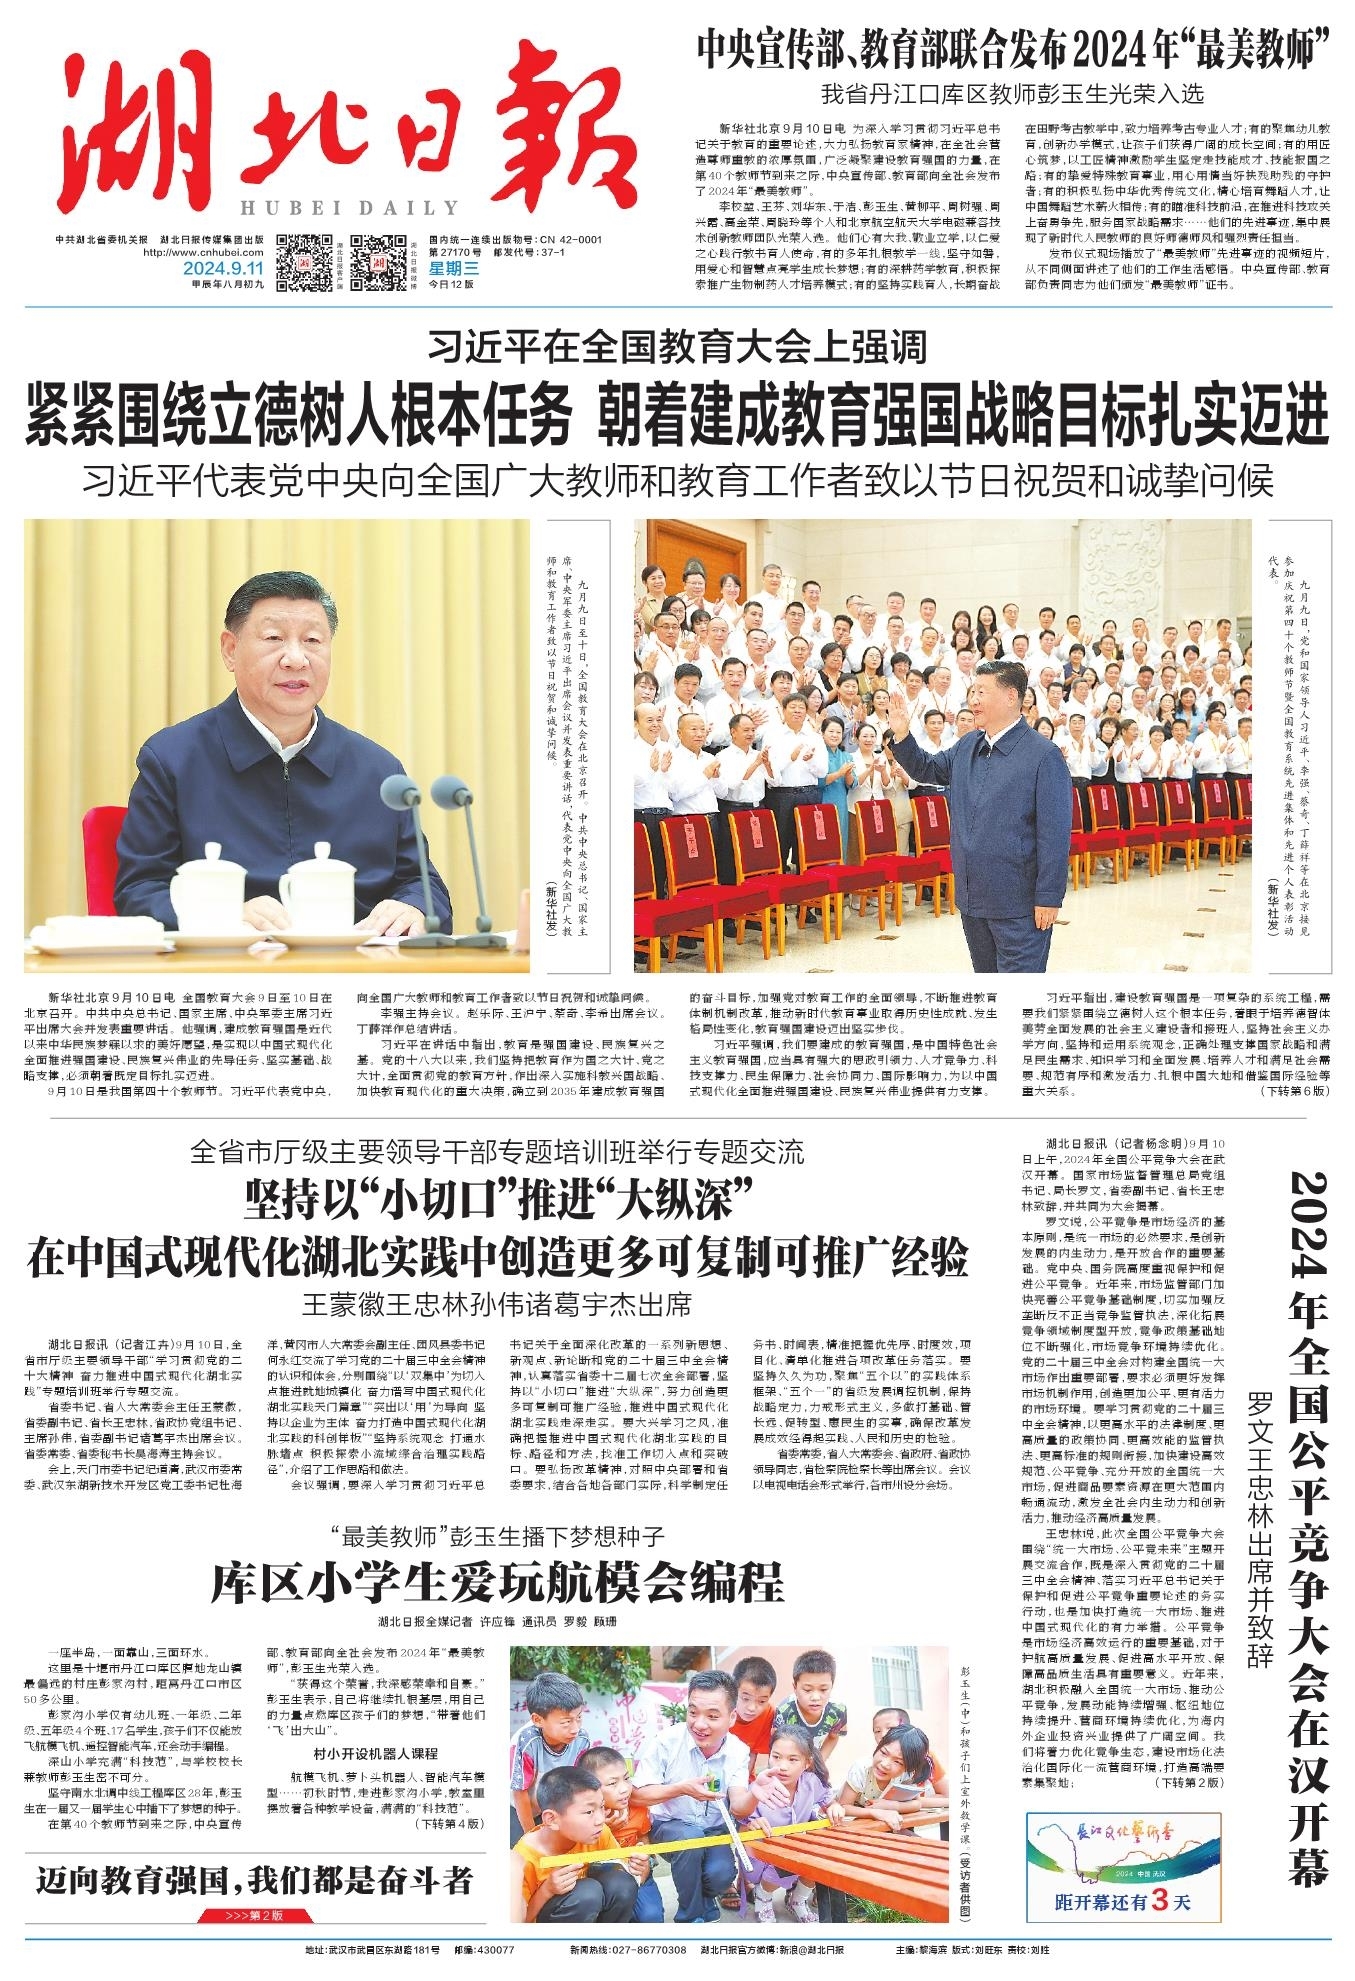 湖北日報
HUBEI DAILY
中共湖北省委机关报 湖北日报传媒集团出版
http://www.cnhubei.com
2024.9.11
甲辰年八月初九
湖北日报客户端
湖北日报微博
国内统一连续出版物号：CN 42-0001
第27170号 邮发代号：37-1
星期三
今日12版
中央宣传部、教育部联合发布2024年“最美教师”
我省丹江口库区教师彭玉生光荣入选
新华社北京9月10日电 为深入学习贯彻习近平总书
记关于教育的重要论述，大力弘扬教育家精神，在全社会营
造尊师重教的浓厚氛围，广泛凝聚建设教育强国的力量，在
第40个教师节到来之际，中央宣传部、教育部向全社会发布
了2024年“最美教师”。
李校堃、王芬、刘华东、于洁、彭玉生、黄柳平、周树强、周
兴露、高金荣、周晓玲等个人和北京航空航天大学电磁兼容技
术创新教师团队光荣入选。他们心有大我、敬业立学，以仁爱
之心践行教书育人使命，有的多年扎根教学一线，坚守如磐，
用爱心和智慧点亮学生成长梦想；有的深耕药学教育，积极探
索推广生物制药人才培养模式；有的坚持实践育人，长期奋战
在田野考古教学中，致力培养考古专业人才；有的聚焦幼儿教
育，创新办学模式，让孩子们获得广阔的成长空间；有的用匠
心筑梦，以工匠精神激励学生坚定走技能成才、技能报国之
路；有的挚爱特殊教育事业，用心用情当好扶残助残的守护
者；有的积极弘扬中华优秀传统文化，精心培育舞蹈人才，让
中国舞蹈艺术薪火相传；有的瞄准科技前沿，在推进科技攻关
上奋勇争先，服务国家战略需求……他们的先进事迹，集中展
现了新时代人民教师的良好师德师风和强烈责任担当。
发布仪式现场播放了“最美教师”先进事迹的视频短片，
从不同侧面讲述了他们的工作生活感悟。中央宣传部、教育
部负责同志为他们颁发“最美教师”证书。
习近平在全国教育大会上强调
紧紧围绕立德树人根本任务 朝着建成教育强国战略目标扎实迈进
习近平代表党中央向全国广大教师和教育工作者致以节日祝贺和诚挚问候
九月九日至十日，全国教育大会在北京召开。中共中央总书记、国家主
席、中央军委主席习近平出席会议并发表重要讲话，代表党中央向全国广大教
师和教育工作者致以节日祝贺和诚挚问候。
（新华社发）
九月九日，党和国家领导人习近平、李强、蔡奇、丁薛祥等在北京接见
参加庆祝第四十个教师节暨全国教育系统先进集体和先进个人表彰活动
代表。
（新华社发）
新华社北京9月10日电 全国教育大会9日至10日在
北京召开。中共中央总书记、国家主席、中央军委主席习近
平出席大会并发表重要讲话。他强调，建成教育强国是近代
以来中华民族梦寐以求的美好愿望，是实现以中国式现代化
全面推进强国建设、民族复兴伟业的先导任务、坚实基础、战
略支撑，必须朝着既定目标扎实迈进。
9月10日是我国第四十个教师节。习近平代表党中央，
向全国广大教师和教育工作者致以节日祝贺和诚挚问候。
李强主持会议。赵乐际、王沪宁、蔡奇、李希出席会议。
丁薛祥作总结讲话。
习近平在讲话中指出，教育是强国建设、民族复兴之
基。党的十八大以来，我们坚持把教育作为国之大计、党之
大计，全面贯彻党的教育方针，作出深入实施科教兴国战略、
加快教育现代化的重大决策，确立到2035年建成教育强国
的奋斗目标，加强党对教育工作的全面领导，不断推进教育
体制机制改革，推动新时代教育事业取得历史性成就、发生
格局性变化，教育强国建设迈出坚实步伐。
习近平强调，我们要建成的教育强国，是中国特色社会
主义教育强国，应当具有强大的思政引领力、人才竞争力、科
技支撑力、民生保障力、社会协同力、国际影响力，为以中国
式现代化全面推进强国建设、民族复兴伟业提供有力支撑。
习近平指出，建设教育强国是一项复杂的系统工程，需
要我们紧紧围绕立德树人这个根本任务，着眼于培养德智体
美劳全面发展的社会主义建设者和接班人，坚持社会主义办
学方向，坚持和运用系统观念，正确处理支撑国家战略和满
足民生需求、知识学习和全面发展、培养人才和满足社会需
要、规范有序和激发活力、扎根中国大地和借鉴国际经验等
重大关系。 （下转第6版）
全省市厅级主要领导干部专题培训班举行专题交流
坚持以“小切口”推进“大纵深”
在中国式现代化湖北实践中创造更多可复制可推广经验
王蒙徽王忠林孙伟诸葛宇杰出席
湖北日报讯（记者江卉）9月10日，全
省市厅级主要领导干部“学习贯彻党的二
十大精神 奋力推进中国式现代化湖北实
践”专题培训班举行专题交流。
省委书记、省人大常委会主任王蒙徽，
省委副书记、省长王忠林，省政协党组书记、
主席孙伟，省委副书记诸葛宇杰出席会议。
省委常委、省委秘书长吴海涛主持会议。
会上，天门市委书记纪道清，武汉市委常
委、武汉东湖新技术开发区党工委书记杜海
洋，黄冈市人大常委会副主任、团风县委书记
何永红交流了学习党的二十届三中全会精神
的认识和体会，分别围绕“以‘双集中’为切入
点推进就地城镇化 奋力谱写中国式现代化
湖北实践天门篇章”“突出以‘用’为导向 坚
持以企业为主体 奋力打造中国式现代化湖
北实践的科创样板”“坚持系统观念 打通水
脉堵点 积极探索小流域综合治理实践路
径”，介绍了工作思路和做法。
会议强调，要深入学习贯彻习近平总
书记关于全面深化改革的一系列新思想、
新观点、新论断和党的二十届三中全会精
神，认真落实省委十二届七次全会部署，坚
持以“小切口”推进“大纵深”，努力创造更
多可复制可推广经验，推进中国式现代化
湖北实践走深走实。要大兴学习之风，准
确把握推进中国式现代化湖北实践的目
标、路径和方法，找准工作切入点和突破
口。要弘扬改革精神，对照中央部署和省
委要求，结合各地各部门实际，科学制定任
务书、时间表，精准把握优先序、时度效，项
目化、清单化推进各项改革任务落实。要
坚持久久为功，聚焦“五个以”的实践体系
框架、“五个一”的省级发展调控机制，保持
战略定力，力戒形式主义，多做打基础、管
长远、促转型、惠民生的实事，确保改革发
展成效经得起实践、人民和历史的检验。
省委常委，省人大常委会、省政府、省政协
领导同志，省检察院检察长等出席会议。会议
以电视电话会形式举行，各市州设分会场。
2024年全国公平竞争大会在汉开幕
罗文王忠林出席并致辞
湖北日报讯（记者杨念明）9月10
日上午，2024年全国公平竞争大会在武
汉开幕。国家市场监督管理总局党组
书记、局长罗文，省委副书记、省长王忠
林致辞，并共同为大会揭幕。
罗文说，公平竞争是市场经济的基
本原则，是统一市场的必然要求，是创新
发展的内生动力，是开放合作的重要基
础。党中央、国务院高度重视保护和促
进公平竞争。近年来，市场监管部门加
快完善公平竞争基础制度，切实加强反
垄断反不正当竞争监管执法，深化拓展
竞争领域制度型开放，竞争政策基础地
位不断强化，市场竞争环境持续优化。
党的二十届三中全会对构建全国统一大
市场作出重要部署，要求必须更好发挥
市场机制作用，创造更加公平、更有活力
的市场环境。要学习贯彻党的二十届三
中全会精神，以更高水平的法律制度、更
高质量的政策协同、更高效能的监管执
法、更高标准的规则衔接，加快建设高效
规范、公平竞争、充分开放的全国统一大
市场，促进商品要素资源在更大范围内
畅通流动，激发全社会内生动力和创新
活力，推动经济高质量发展。
王忠林说，此次全国公平竞争大会
围绕“统一大市场、公平竞未来”主题开
展交流合作，既是深入贯彻党的二十届
三中全会精神、落实习近平总书记关于
保护和促进公平竞争重要论述的务实
行动，也是加快打造统一大市场、推进
中国式现代化的有力举措。公平竞争
是市场经济高效运行的重要基础，对于
护航高质量发展、促进高水平开放、保
障高品质生活具有重要意义。近年来，
湖北积极融入全国统一大市场、推动公
平竞争，发展动能持续增强、枢纽地位
持续提升、营商环境持续优化，为海内
外企业投资兴业提供了广阔空间。我
们将着力优化竞争生态，建设市场化法
治化国际化一流营商环境，打造高端要
素集聚地； （下转第2版）
“最美教师”彭玉生播下梦想种子
库区小学生爱玩航模会编程
湖北日报全媒记者 许应锋 通讯员 罗毅 顾珊
一座半岛，一面靠山，三面环水。
这里是十堰市丹江口库区腹地龙山镇
最偏远的村庄彭家沟村，距离丹江口市区
50多公里。
彭家沟小学仅有幼儿班、一年级、二年
级、五年级4个班、17名学生，孩子们不仅能放
飞航模飞机、遥控智能汽车，还会动手编程。
深山小学充满“科技范”，与学校校长
兼教师彭玉生密不可分。
坚守南水北调中线工程库区28年，彭玉
生在一届又一届学生心中播下了梦想的种子。
在第40个教师节到来之际，中央宣传
部、教育部向全社会发布2024年“最美教
师”，彭玉生光荣入选。
“获得这个荣誉，我深感荣幸和自豪。”
彭玉生表示，自己将继续扎根基层，用自己
的力量点燃库区孩子们的梦想，“带着他们
‘飞’出大山”。
村小开设机器人课程
航模飞机、萝卜头机器人、智能汽车模
型……初秋时节，走进彭家沟小学，教室里
摆放着各种教学设备，满满的“科技范”。
（下转第4版）
彭玉生（中）和孩子们上室外教学课。（受访者供图）
迈向教育强国，我们都是奋斗者
>>>第2版
長江文化藝術季
2024 中国 武汉
距开幕还有3天
地址：武汉市武昌区东湖路181号 邮编：430077 新闻热线：027-86770308 湖北日报官方微博：新浪@湖北日报 主编：黎海滨 版式：刘旺东 责校：刘胜